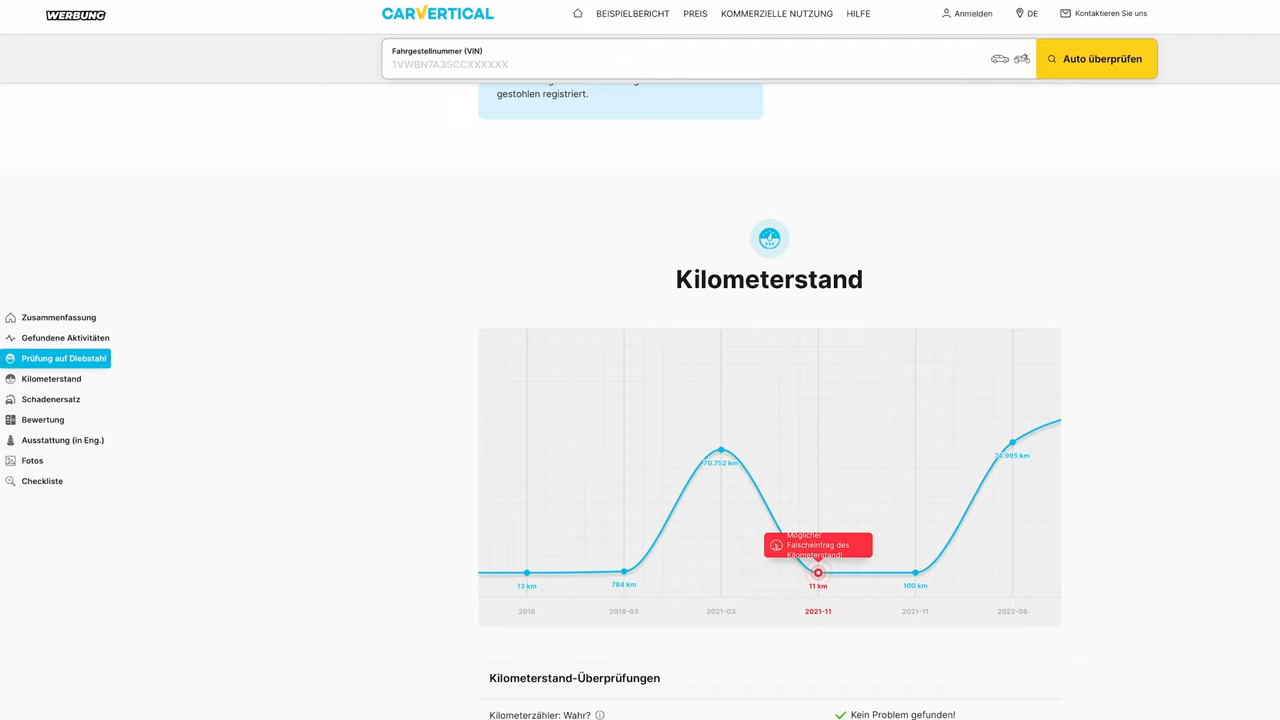 WERBUNG
CARVERTICAL
BEISPIELBERICHT PREIS KOMMERZIELLE NUTZUNG HILFE
Anmelden DE Kontaktieren Sie uns
Fahrgestellnummer (VIN)
1VWBN7A35CCXXXXXX
Auto überprüfen
gestohlen registriert.
Kilometerstand
Zusammenfassung
Gefundene Aktivitäten
Prüfung auf Diebstahl
Kilometerstand
Schadenersatz
Bewertung
Ausstattung (in Eng.)
Fotos
Checkliste
70.752 km
74.995 km
Möglicher
Falscheintrag des
Kilometerstand!
13 km
784 km
11 km
100 km
2018 2018-03 2021-03 2021-11 2021-11 2022-08
Kilometerstand-Überprüfungen
Kilometerzähler: Wahr? Kein Problem gefunden!